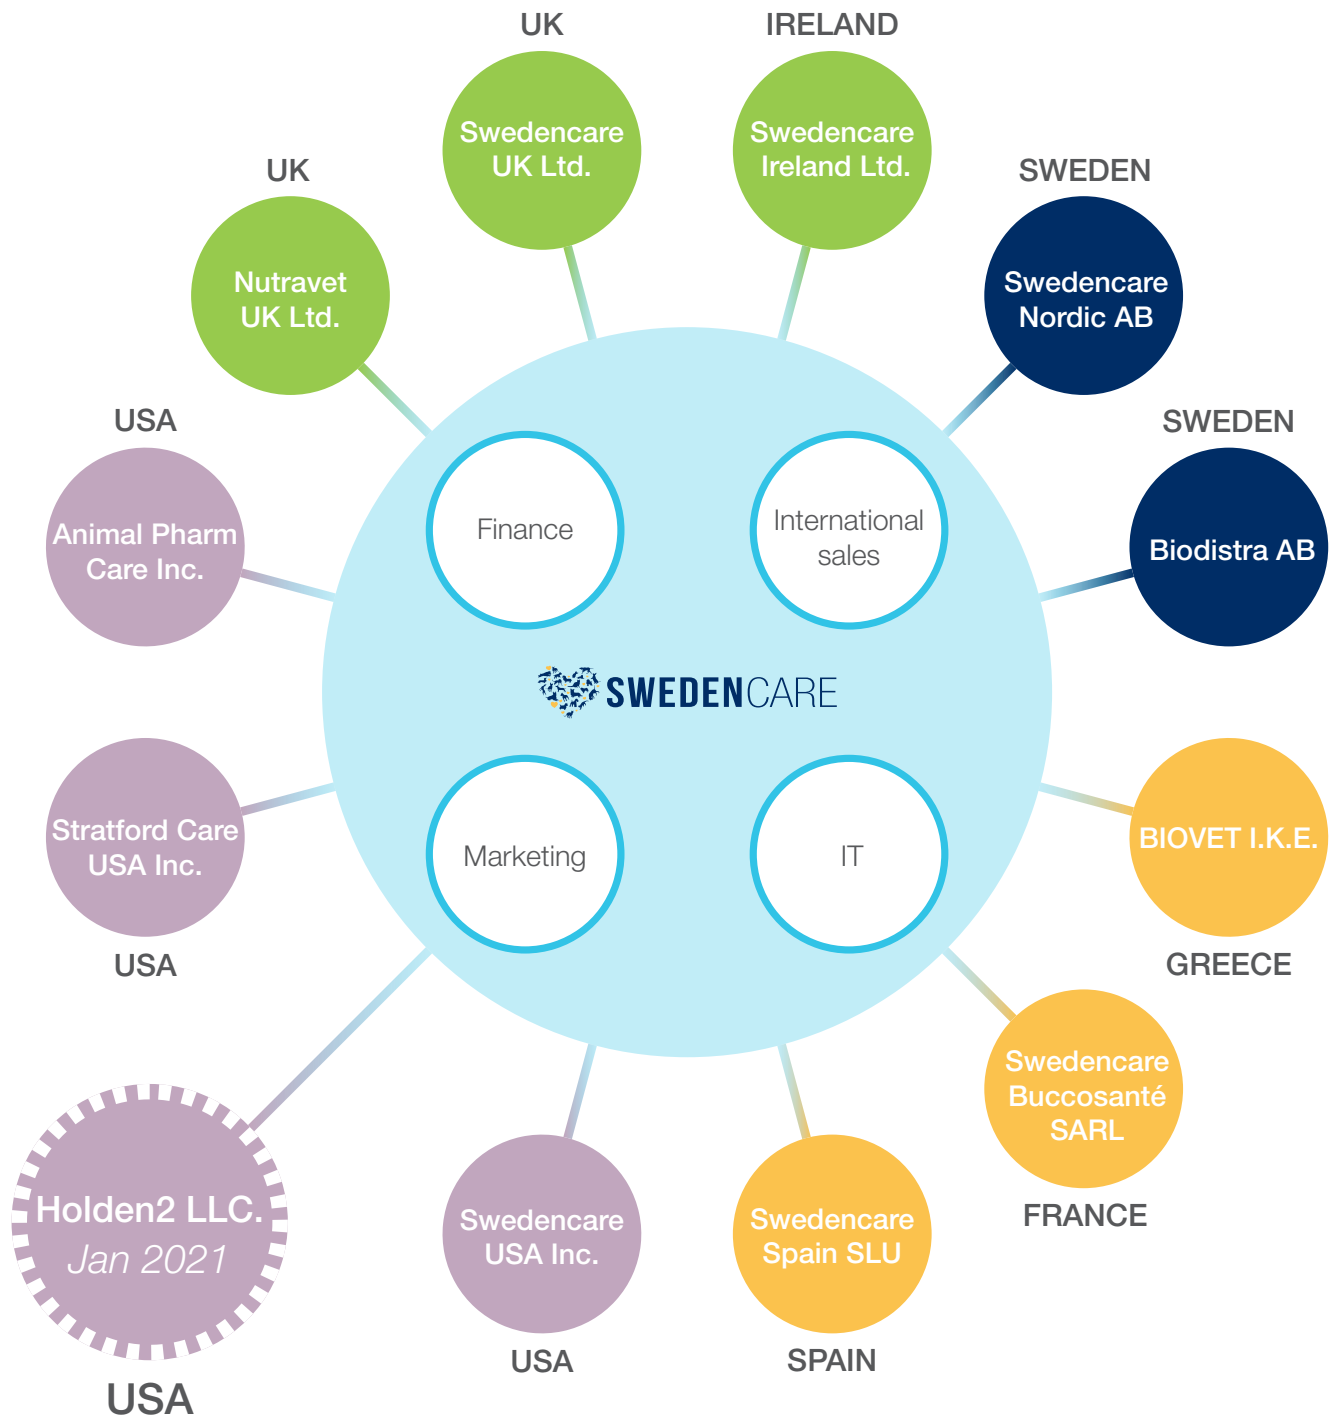 UK
IRELAND
Swedencare
UK Ltd.
Swedencare
Ireland Ltd.
UK
SWEDEN
Nutravet
UK Ltd.
Swedencare
Nordic AB
USA
SWEDEN
Animal Pharm
Care Inc.
Finance
International
sales
Biodistra AB
SWEDENCARE
Stratford Care
USA Inc.
Marketing
IT
BIOVET I.K.E.
USA
GREECE
Swedencare
Buccosanté
SARL
Holden2 LLC.
Jan 2021
Swedencare
USA Inc.
Swedencare
Spain SLU
FRANCE
USA
SPAIN
USA